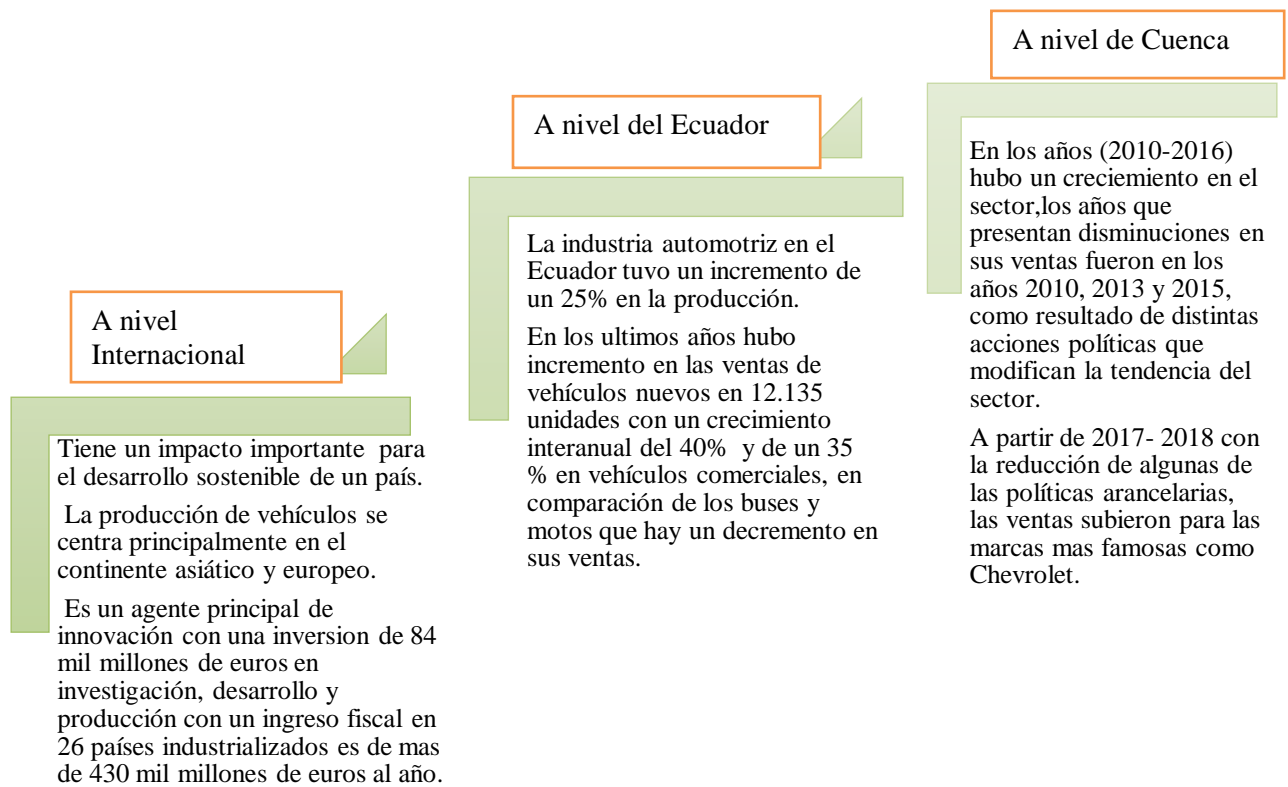 A nivel
Internacional
Tiene un impacto importante para
el desarrollo sostenible de un país.
La producción de vehículos se
centra principalmente en el
continente asiático y europeo.
Es un agente principal de
innovación con una inversion de 84
mil millones de euros en
investigación, desarrollo y
producción con un ingreso fiscal en
26 países industrializados es de mas
de 430 mil millones de euros al año.
A nivel del Ecuador
La industria automotriz en el
Ecuador tuvo un incremento de
un 25% en la producción.
En los ultimos años hubo
incremento en las ventas de
vehículos nuevos en 12.135
unidades con un crecimiento
interanual del 40% y de un 35
% en vehículos comerciales, en
comparación de los buses y
motos que hay un decremento en
sus ventas.
A nivel de Cuenca
En los años (2010-2016)
hubo un creciemiento en el
sector,los años que
presentan disminuciones en
sus ventas fueron en los
años 2010, 2013 y 2015,
como resultado de distintas
acciones políticas que
modifican la tendencia del
sector.
A partir de 2017- 2018 con
la reducción de algunas de
las políticas arancelarias,
las ventas subieron para las
marcas mas famosas como
Chevrolet.